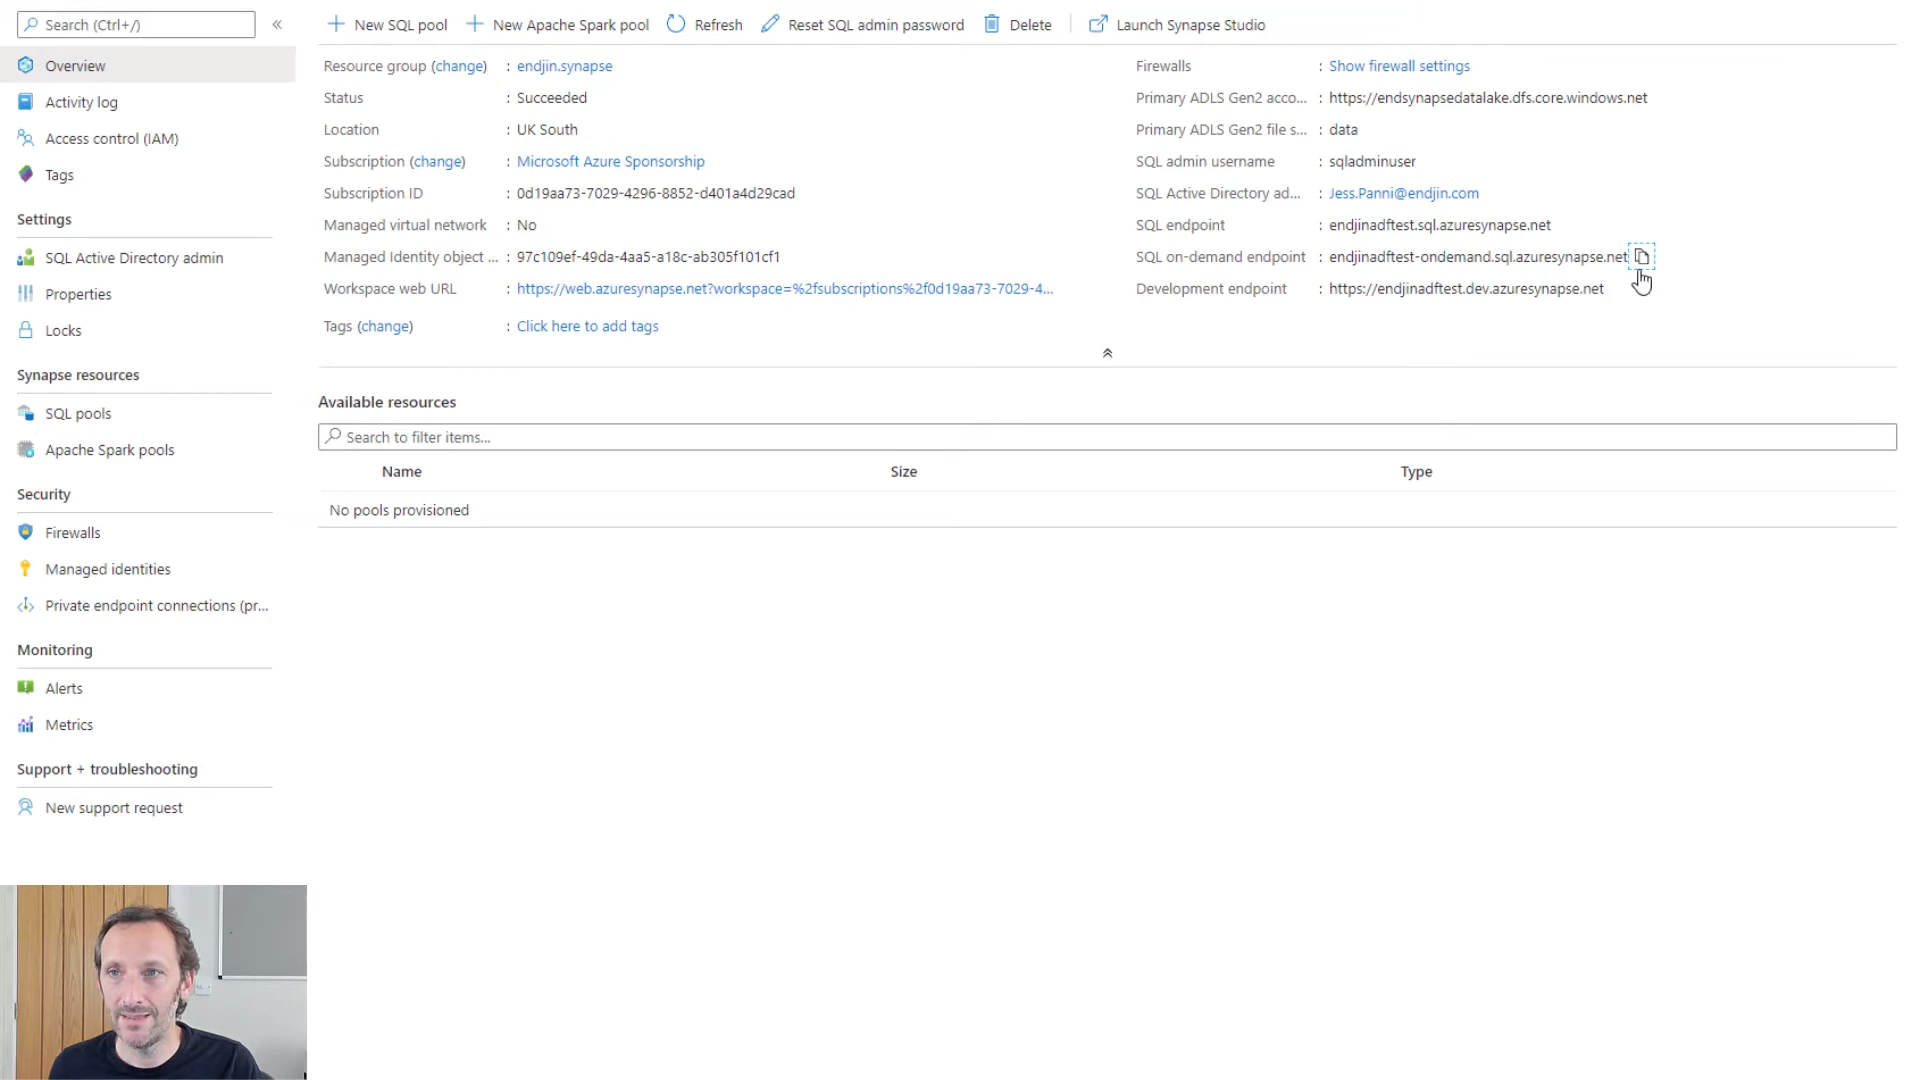 Search (Ctrl+/)
«
New SQL pool
New Apache Spark pool
Refresh
Reset SQL admin password
Delete
Launch Synapse Studio
Overview
Activity log
Access control (IAM)
Tags
Settings
SQL Active Directory admin
Properties
Locks
Synapse resources
SQL pools
Apache Spark pools
Security
Firewalls
Managed identities
Private endpoint connections (pr...
Monitoring
Alerts
Metrics
Support + troubleshooting
New support request
Resource group (change) : endjin.synapse
Status : Succeeded
Location : UK South
Subscription (change) : Microsoft Azure Sponsorship
Subscription ID : 0d19aa73-7029-4296-8852-d401a4d29cad
Managed virtual network : No
Managed Identity object ... : 97c109ef-49da-4aa5-a18c-ab305f101cf1
Workspace web URL : https://web.azuresynapse.net?workspace=%2fsubscriptions%2f0d19aa73-7029-4...
Tags (change) : Click here to add tags
Firewalls : Show firewall settings
Primary ADLS Gen2 acco... : https://endsynapsedatalake.dfs.core.windows.net
Primary ADLS Gen2 file s... : data
SQL admin username : sqladminuser
SQL Active Directory ad... : Jess.Panni@endjin.com
SQL endpoint : endjinadftest.sql.azuresynapse.net
SQL on-demand endpoint : endjinadftest-ondemand.sql.azuresynapse.net
Development endpoint : https://endjinadftest.dev.azuresynapse.net
Available resources
Search to filter items...
Name Size Type
No pools provisioned